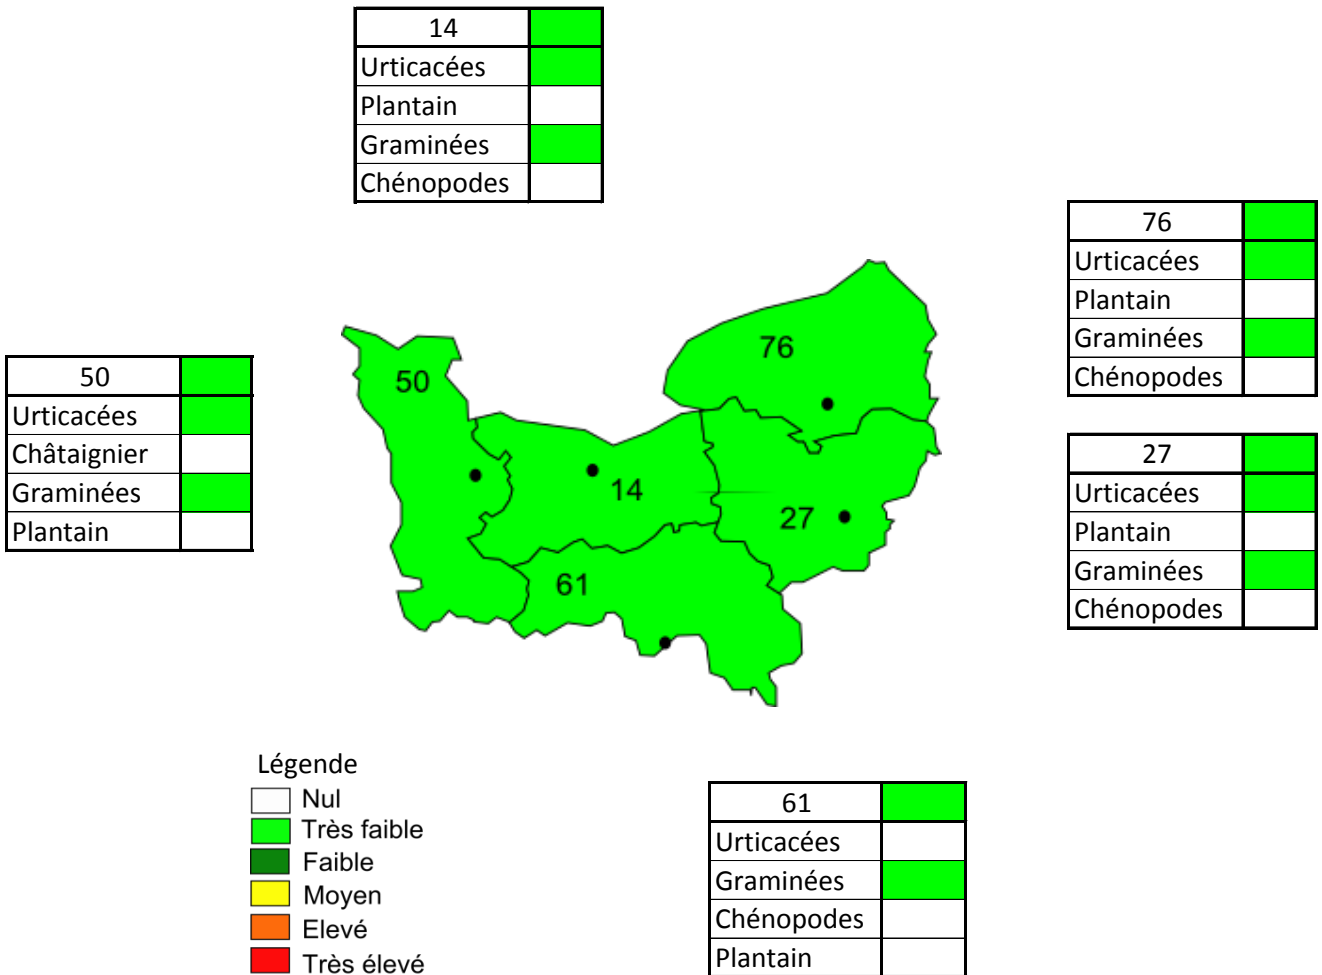 14
Urticacées
Plantain
Graminées
Chénopodes
76
Urticacées
Plantain
Graminées
Chénopodes
50
Urticacées
Châtaignier
Graminées
Plantain
27
Urticacées
Plantain
Graminées
Chénopodes
76
50
14
27
61
Légende
Nul
Très faible
Faible
Moyen
Elevé
Très élevé
61
Urticacées
Graminées
Chénopodes
Plantain